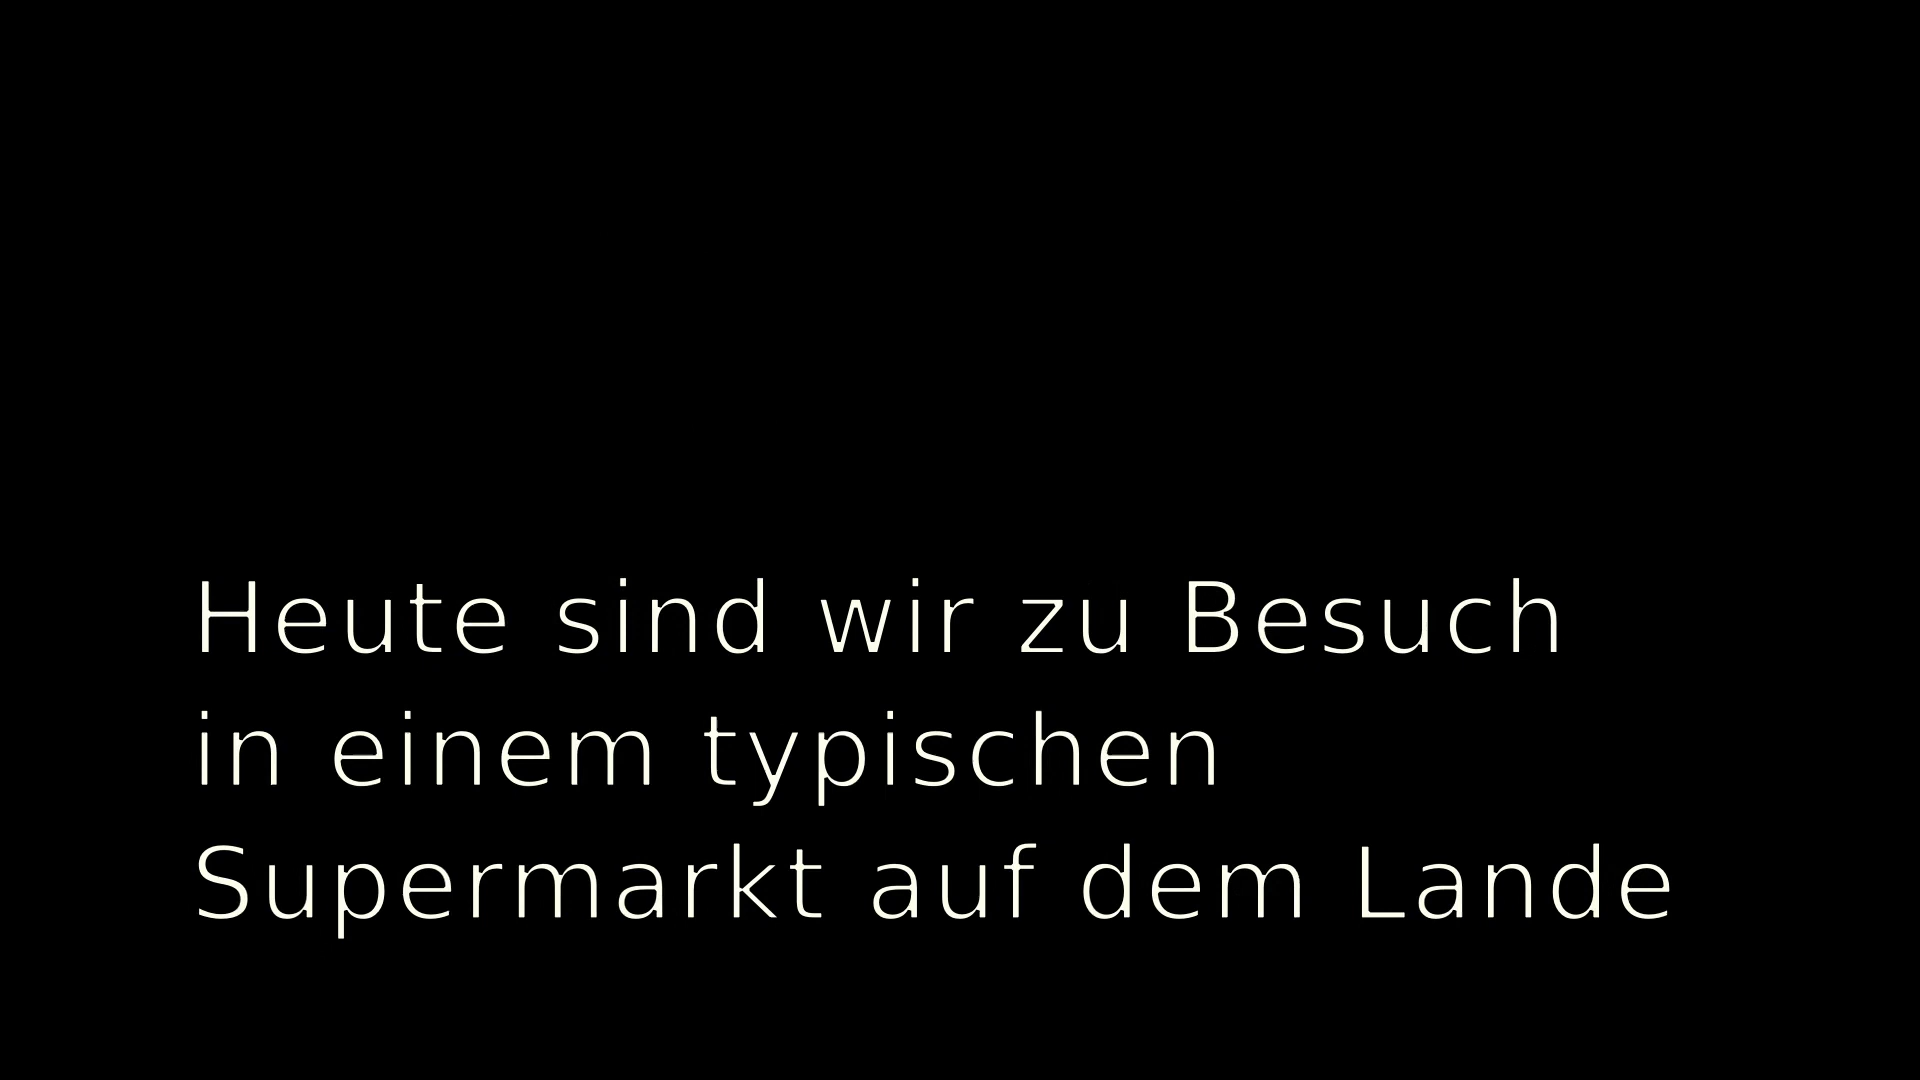 Heute sind wir zu Besuch
in einem typischen
Supermarkt auf dem Lande